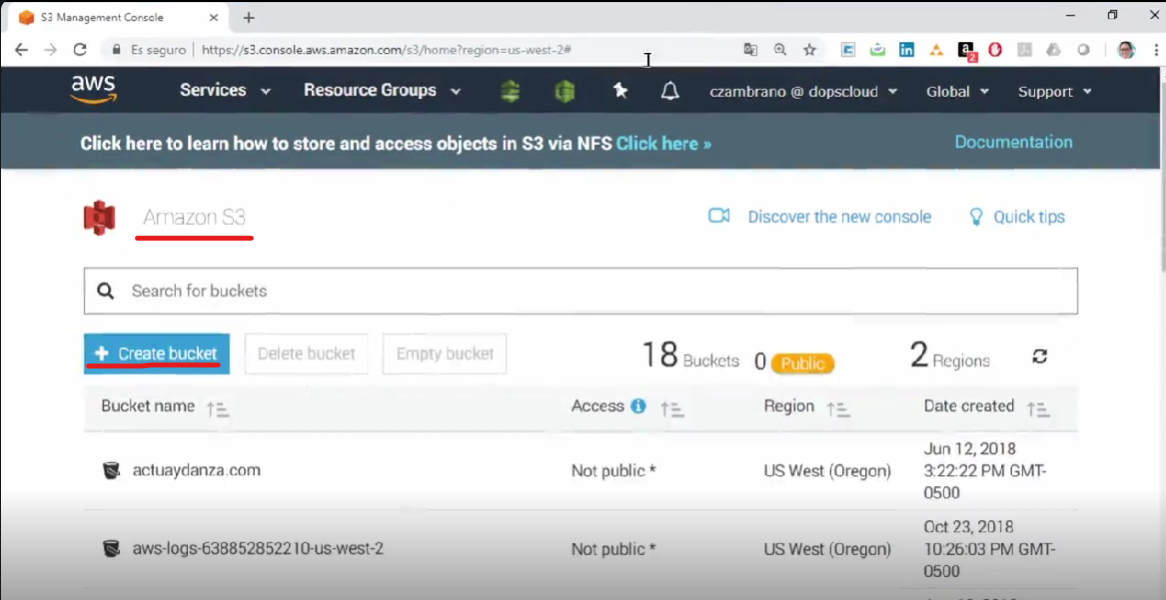 S3 Management Console
Es seguro | https://s3.console.aws.amazon.com/s3/home?region=us-west-2#
aws Services Resource Groups czambrano @ dopscloud Global Support
Click here to learn how to store and access objects in S3 via NFS Click here » Documentation
Amazon S3 Discover the new console Quick tips
Search for buckets
+ Create bucket Delete bucket Empty bucket 18 Buckets 0 Public 2 Regions
Bucket name Access Region Date created
Jun 12, 2018
actuaydanza.com Not public * US West (Oregon) 3:22:22 PM GMT-
0500
Oct 23, 2018
aws-logs-638852852210-us-west-2 Not public * US West (Oregon) 10:26:03 PM GMT-
0500